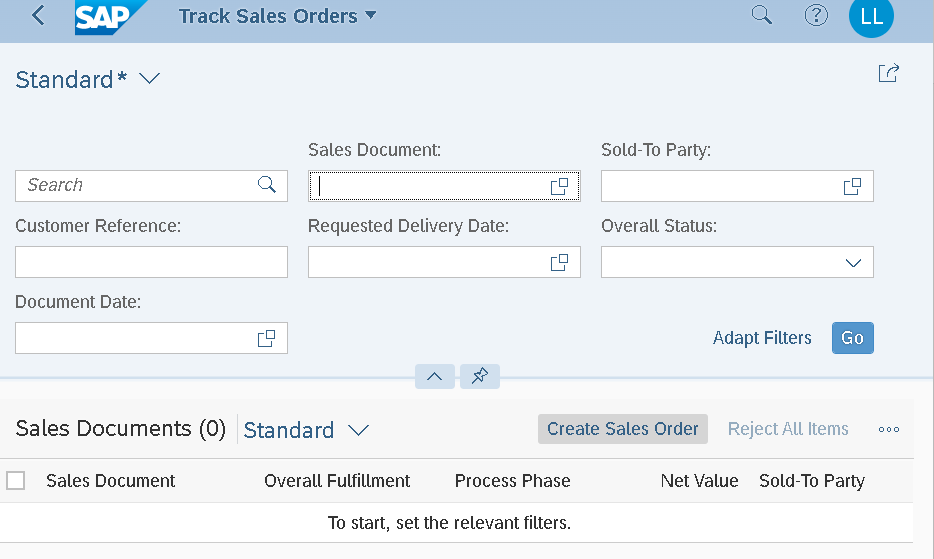 SAP Track Sales Orders ? LL
Standard*
Sales Document: Sold-To Party:
Search
Customer Reference: Requested Delivery Date: Overall Status:
Document Date:
Adapt Filters Go
Sales Documents (0) Standard Create Sales Order Reject All Items
Sales Document Overall Fulfillment Process Phase Net Value Sold-To Party
To start, set the relevant filters.